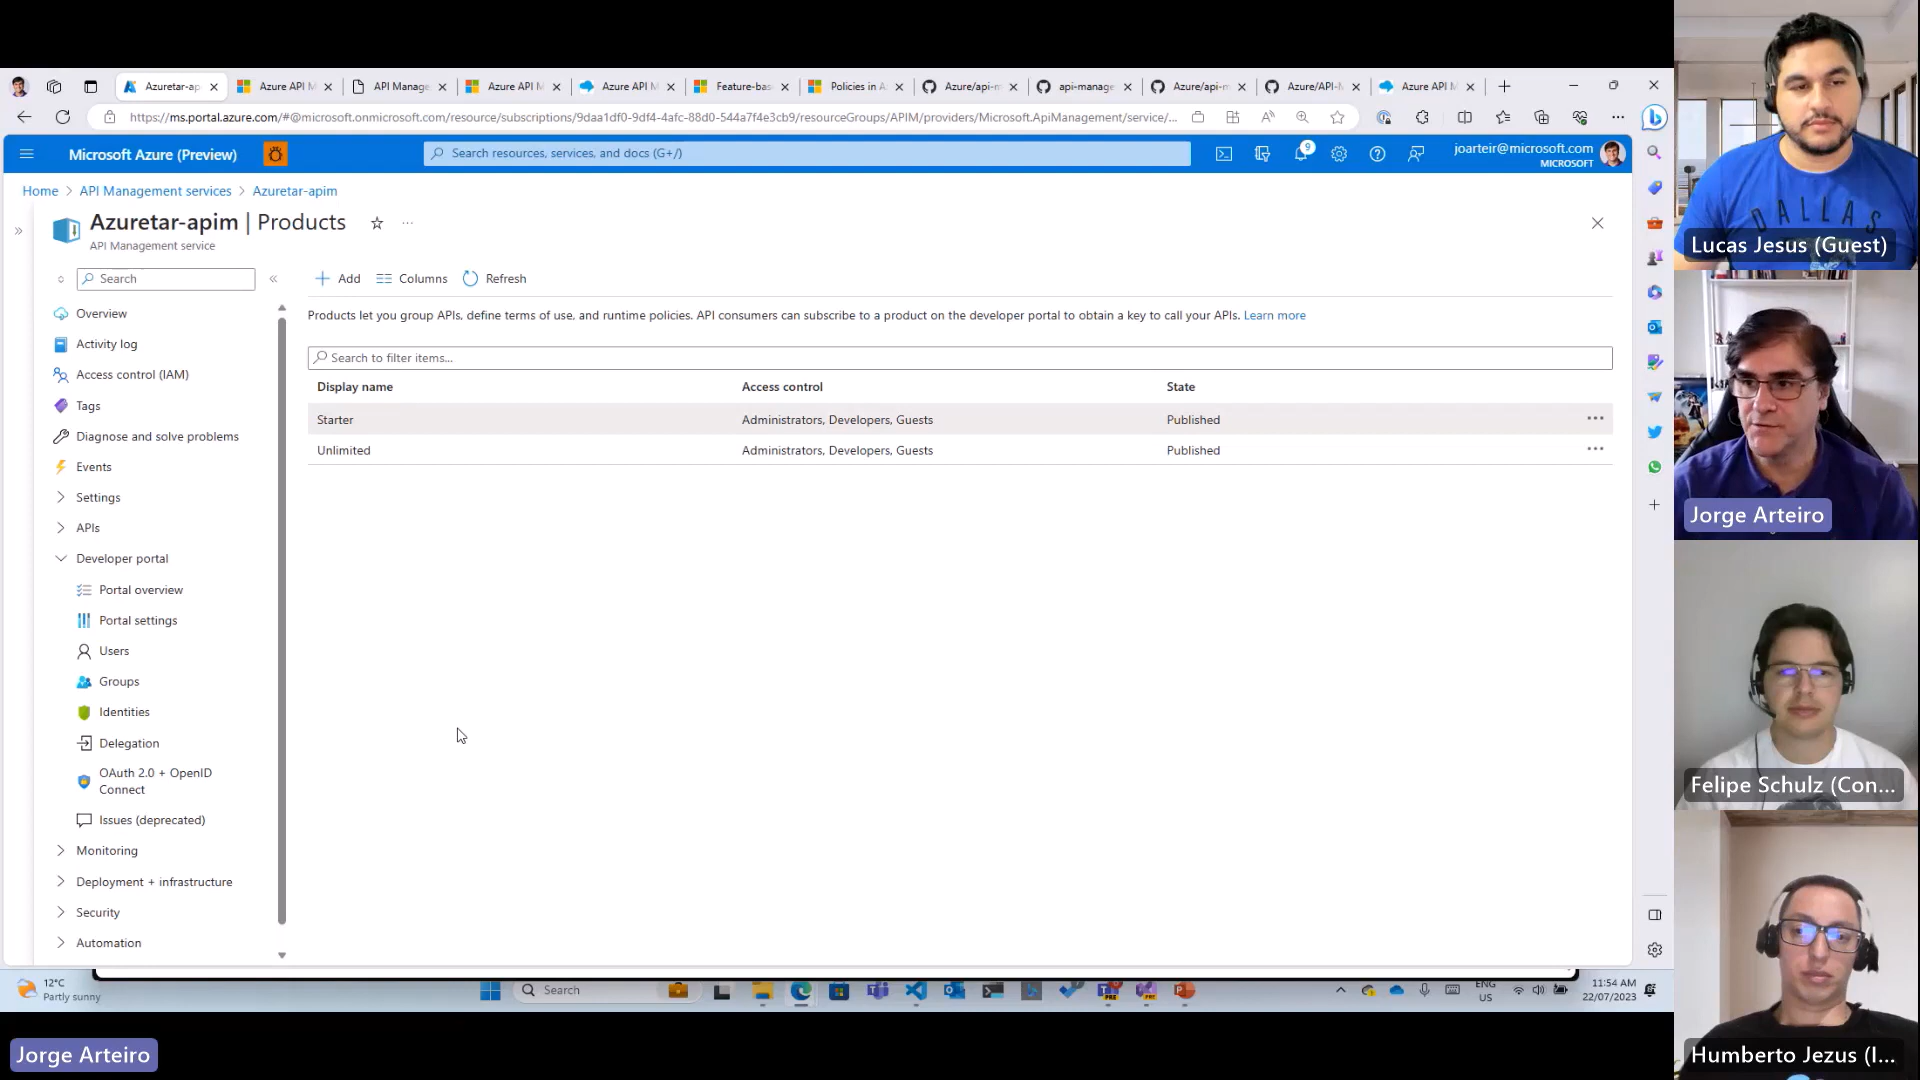 Azuretar-ap
Azure API M
API Manage
Azure API M
Azure API M
Feature-bas
Policies in A
Azure/api-m
api-manage
Azure/api-m
Azure/API-M
Azure API M
https://ms.portal.azure.com/#@microsoft.onmicrosoft.com/resource/subscriptions/9daa1df0-9df4-4afc-88d0-544a7f4e3cb9/resourceGroups/APIM/providers/Microsoft.ApiManagement/service/...
Microsoft Azure (Preview)
Search resources, services, and docs (G+/)
9
joarteir@microsoft.com
MICROSOFT
Home > API Management services > Azuretar-apim
Azuretar-apim | Products
API Management service
Search
Add
Columns
Refresh
Overview
Activity log
Access control (IAM)
Tags
Diagnose and solve problems
Events
Settings
APIs
Developer portal
Portal overview
Portal settings
Users
Groups
Identities
Delegation
OAuth 2.0 + OpenID
Connect
Issues (deprecated)
Monitoring
Deployment + infrastructure
Security
Automation
Products let you group APIs, define terms of use, and runtime policies. API consumers can subscribe to a product on the developer portal to obtain a key to call your APIs. Learn more
Search to filter items...
Display name Access control State
Starter Administrators, Developers, Guests Published
Unlimited Administrators, Developers, Guests Published
12°C
Partly sunny
Search
ENG
US
11:54 AM
22/07/2023
Jorge Arteiro
DALLAS
Lucas Jesus (Guest)
Jorge Arteiro
Felipe Schulz (Con...
Humberto Jezus (I...